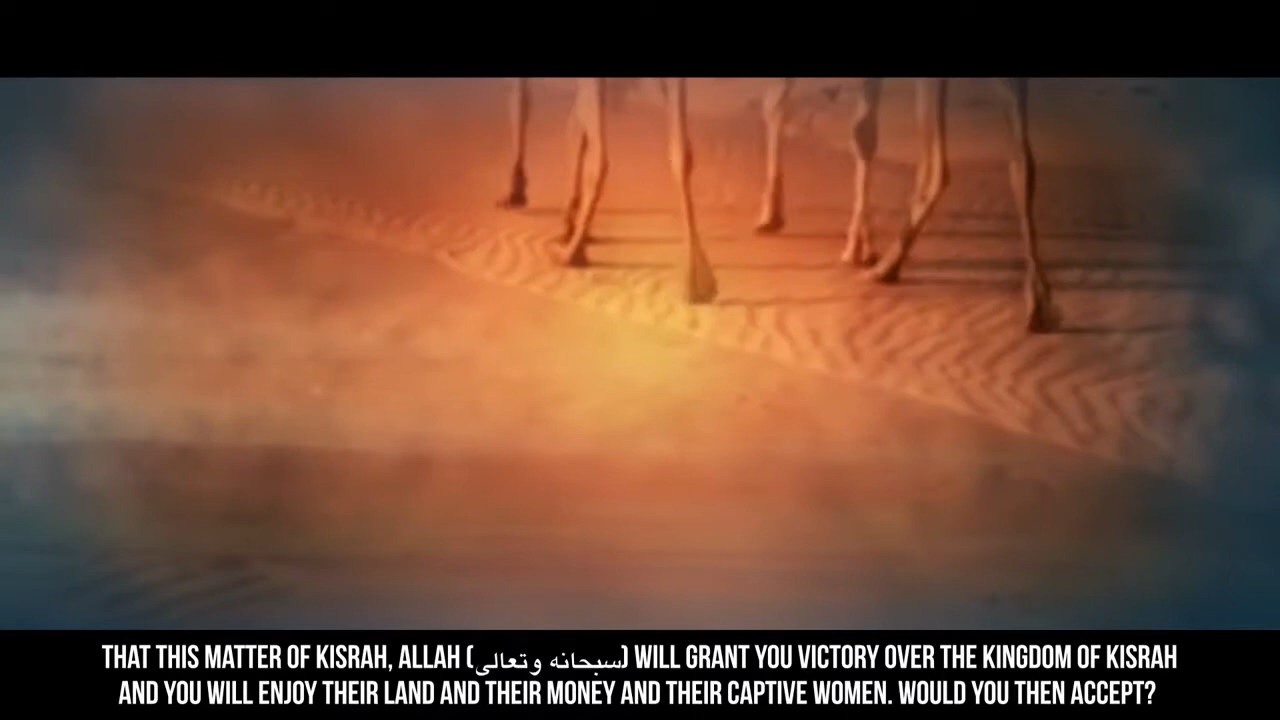 THAT THIS MATTER OF KISRAH, ALLAH (سبحانه وتعالى) WILL GRANT YOU VICTORY OVER THE KINGDOM OF KISRAH
AND YOU WILL ENJOY THEIR LAND AND THEIR MONEY AND THEIR CAPTIVE WOMEN. WOULD YOU THEN ACCEPT?